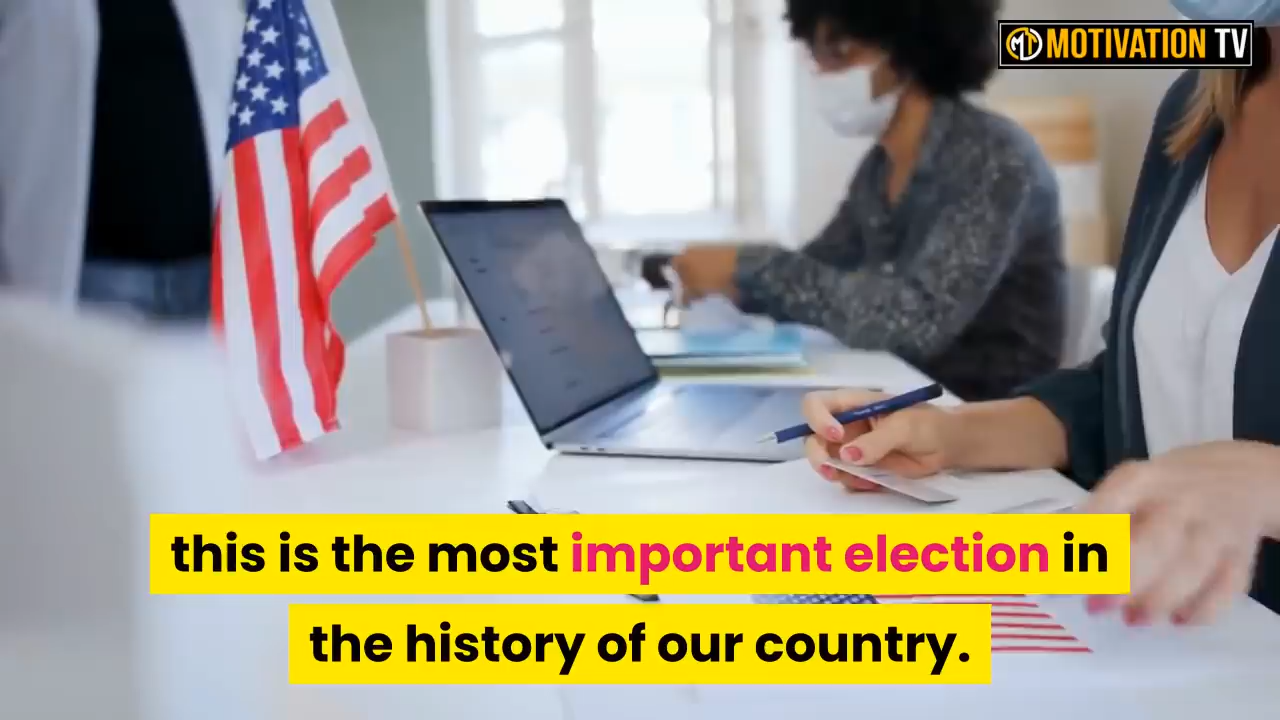 MOTIVATION TV
this is the most important election in
the history of our country.